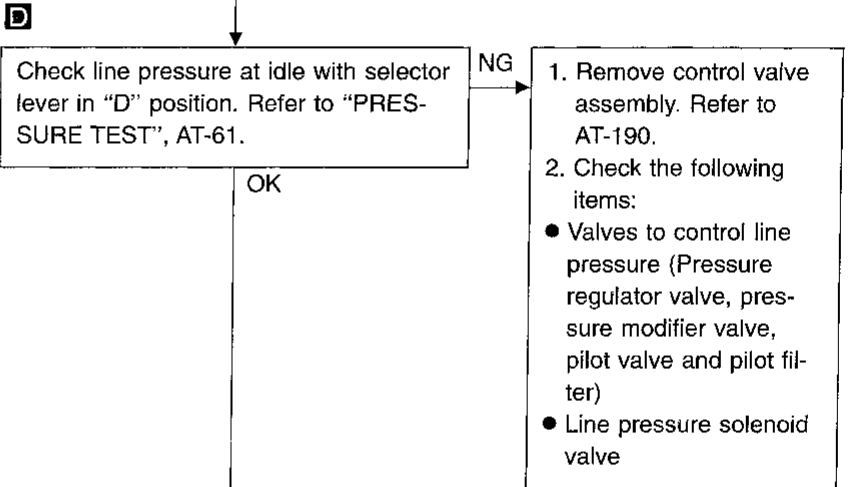 D
Check line pressure at idle with selector
lever in “D” position. Refer to “PRES-
SURE TEST”, AT-61.
NG
OK
1. Remove control valve
assembly. Refer to
AT-190.
2. Check the following
items:
● Valves to control line
pressure (Pressure
regulator valve, pres-
sure modifier valve,
pilot valve and pilot fil-
ter)
● Line pressure solenoid
valve